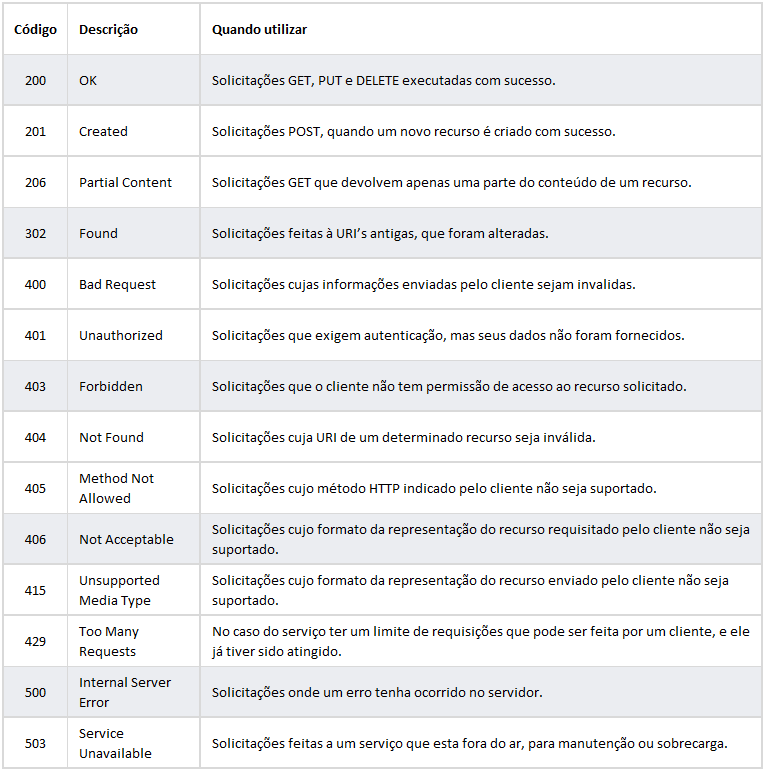 Código Descrição Quando utilizar
200 OK Solicitações GET, PUT e DELETE executadas com sucesso.
201 Created Solicitações POST, quando um novo recurso é criado com sucesso.
206 Partial Content Solicitações GET que devolvem apenas uma parte do conteúdo de um recurso.
302 Found Solicitações feitas à URI’s antigas, que foram alteradas.
400 Bad Request Solicitações cujas informações enviadas pelo cliente sejam invalidas.
401 Unauthorized Solicitações que exigem autenticação, mas seus dados não foram fornecidos.
403 Forbidden Solicitações que o cliente não tem permissão de acesso ao recurso solicitado.
404 Not Found Solicitações cuja URI de um determinado recurso seja inválida.
405 Method Not
Allowed Solicitações cujo método HTTP indicado pelo cliente não seja suportado.
406 Not Acceptable Solicitações cujo formato da representação do recurso requisitado pelo cliente não seja
suportado.
415 Unsupported
Media Type Solicitações cujo formato da representação do recurso enviado pelo cliente não seja
suportado.
429 Too Many
Requests No caso do serviço ter um limite de requisições que pode ser feita por um cliente, e ele
já tiver sido atingido.
500 Internal Server
Error Solicitações onde um erro tenha ocorrido no servidor.
503 Service
Unavailable Solicitações feitas a um serviço que esta fora do ar, para manutenção ou sobrecarga.